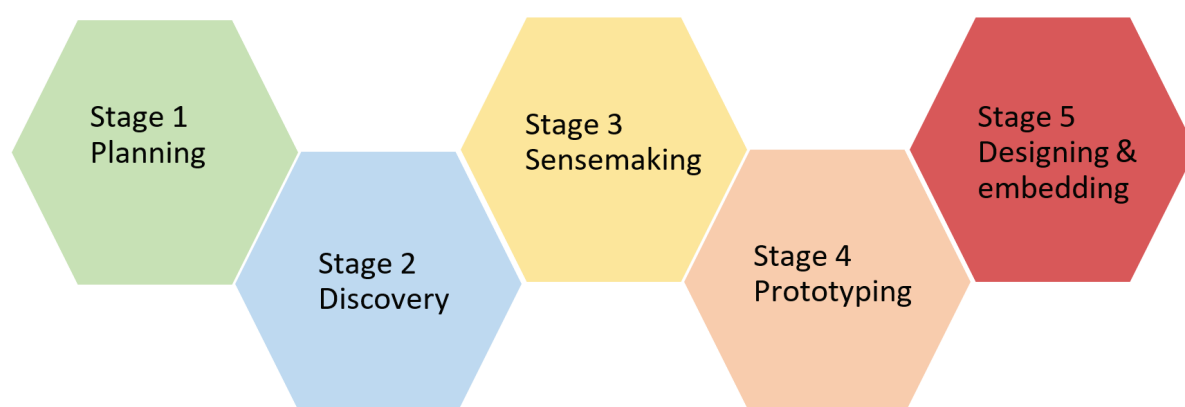 Stage 1
Planning
Stage 2
Discovery
Stage 3
Sensemaking
Stage 4
Prototyping
Stage 5
Designing &
embedding